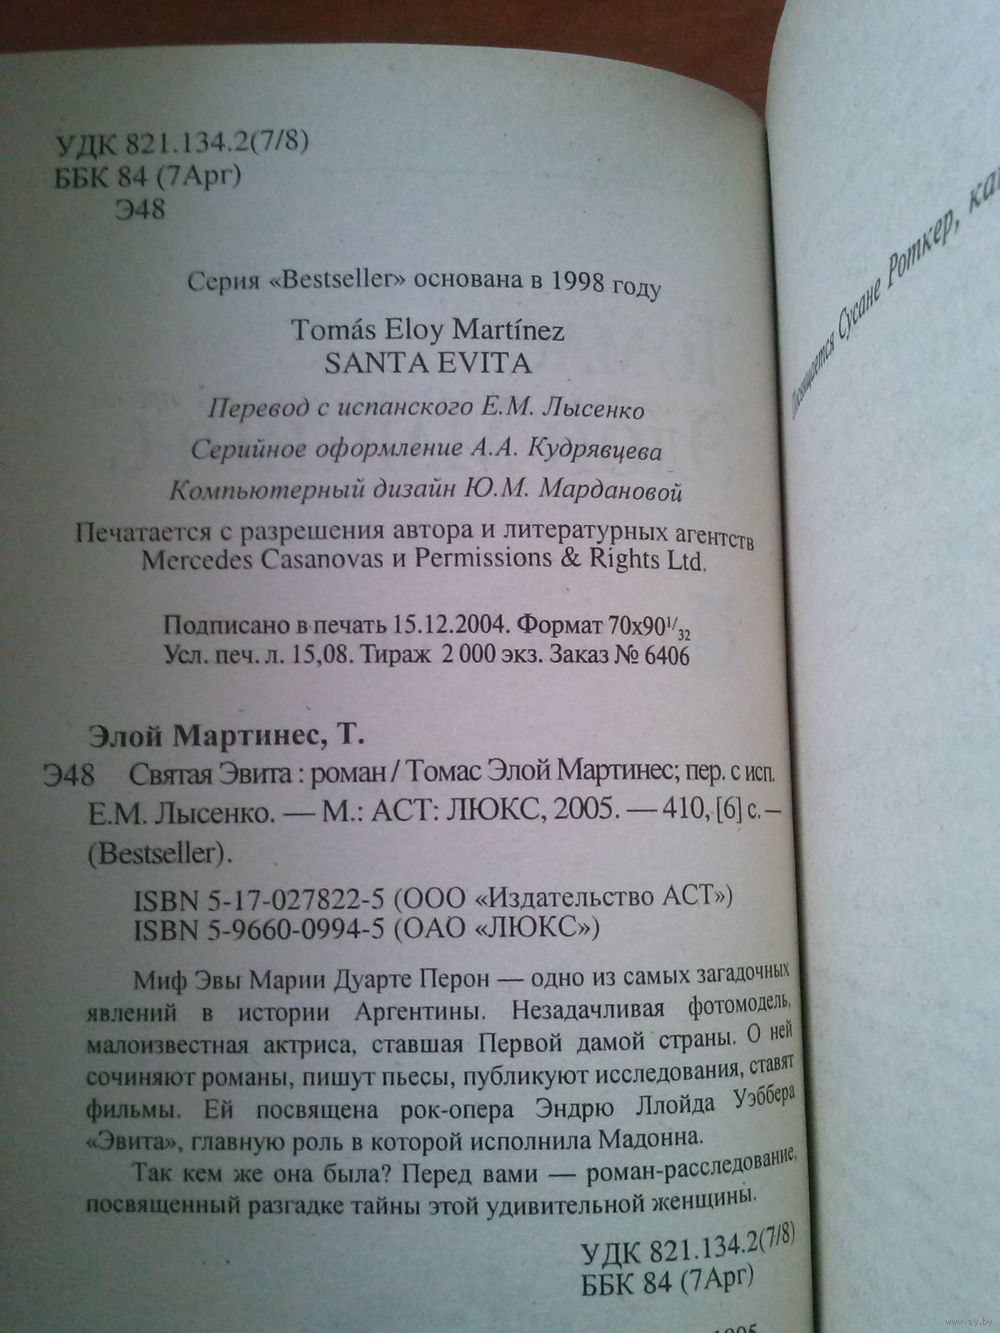 УДК 821.134.2(7/8)
ББК 84 (7Арг)
Э48
Серия «Bestseller» основана в 1998 году
Tomás Eloy Martínez
SANTA EVITA
Перевод с испанского Е.М. Лысенко
Серийное оформление А.А. Кудрявцева
Компьютерный дизайн Ю.М. Мардановой
Печатается с разрешения автора и литературных агентств
Mercedes Casanovas и Permissions & Rights Ltd.
Подписано в печать 15.12.2004. Формат 70x90 1/32
Усл. печ. л. 15,08. Тираж 2 000 экз. Заказ № 6406
Элой Мартинес, Т.
Э48 Святая Эвита : роман / Томас Элой Мартинес; пер. с исп.
Е.М. Лысенко. — М.: АСТ: ЛЮКС, 2005. — 410, [6] с. –
(Bestseller).
ISBN 5-17-027822-5 (ООО «Издательство АСТ»)
ISBN 5-9660-0994-5 (ОАО «ЛЮКС»)
Миф Эвы Марии Дуарте Перон — одно из самых загадочных
явлений в истории Аргентины. Незадачливая фотомодель,
малоизвестная актриса, ставшая Первой дамой страны. О ней
сочиняют романы, пишут пьесы, публикуют исследования, ставят
фильмы. Ей посвящена рок-опера Эндрю Ллойда Уэббера
«Эвита», главную роль в которой исполнила Мадонна.
Так кем же она была? Перед вами — роман-расследование,
посвященный разгадке тайны этой удивительной женщины.
УДК 821.134.2(7/8)
ББК 84 (7Арг)
Посвящается Сусане Роткер,
www.ay.by